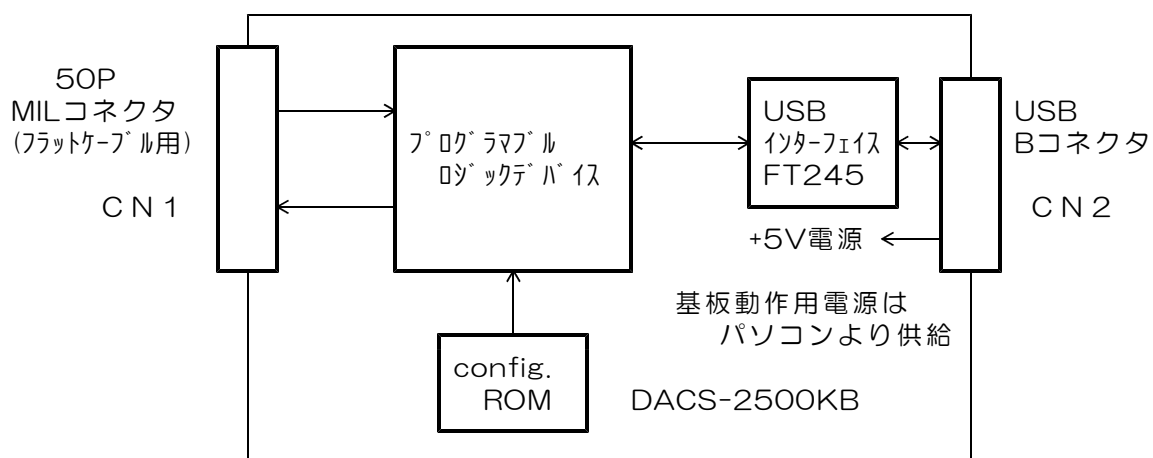 50P
MILコネクタ
(ﾌﾗｯﾄｹｰﾌﾞﾙ用)
CN1
ﾌﾟﾛｸﾞﾗﾏﾌﾞﾙ
ﾛｼﾞｯｸﾃﾞﾊﾞｲｽ
USB
ｲﾝﾀｰﾌｪｲｽ
FT245
USB
Bコネクタ
CN2
+5V電源
基板動作用電源は
パソコンより供給
config.
ROM
DACS-2500KB